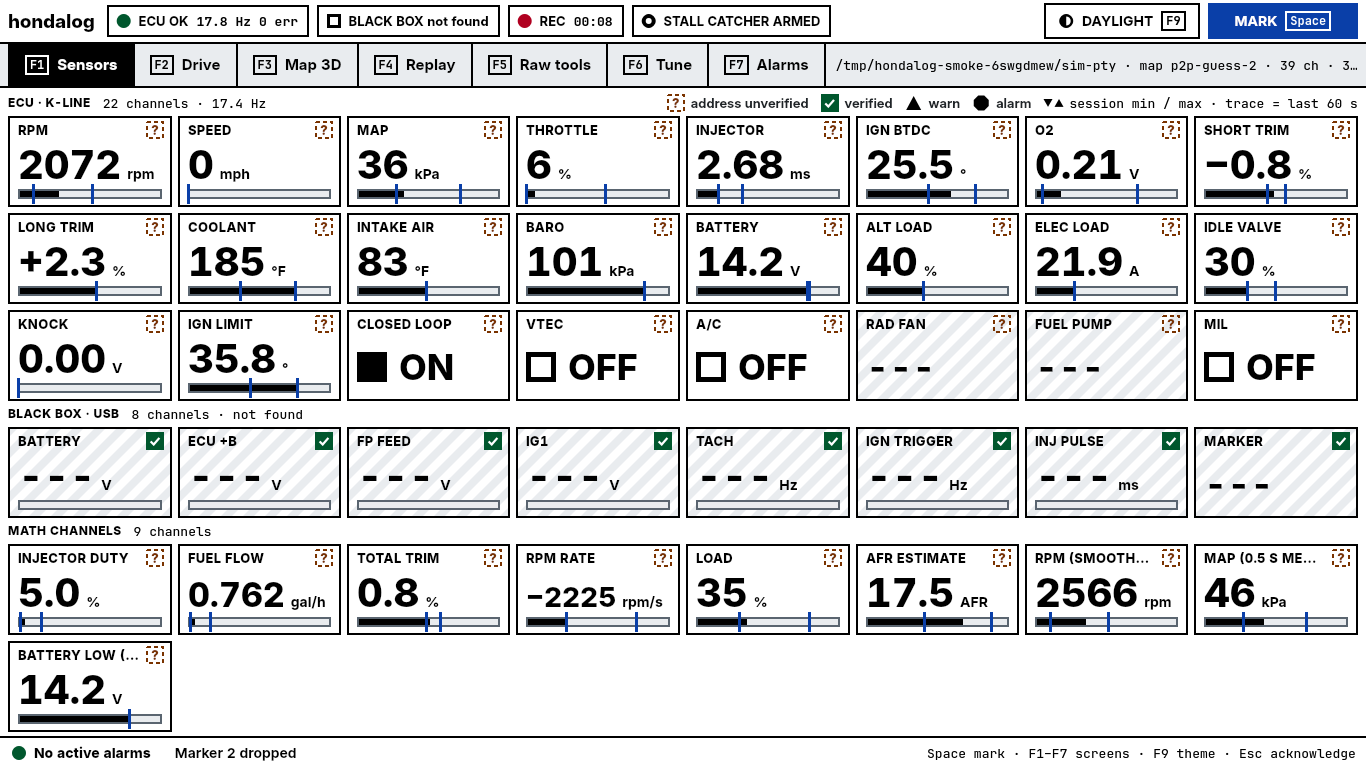 hondalog ECU OK 17.8 Hz 0 err BLACK BOX not found REC 00:08 STALL CATCHER ARMED DAYLIGHT F9 MARK Space
F1 Sensors F2 Drive F3 Map 3D F4 Replay F5 Raw tools F6 Tune F7 Alarms /tmp/hondalog-smoke-6swgdmew/sim-pty · map p2p-guess-2 · 39 ch · 3…
ECU · K-LINE 22 channels · 17.4 Hz ? address unverified verified warn alarm ▼▲ session min / max · trace = last 60 s
RPM ? SPEED ? MAP ? THROTTLE ? INJECTOR ? IGN BTDC ? O2 ? SHORT TRIM ?
2072 rpm 0 mph 36 kPa 6 % 2.68 ms 25.5 ° 0.21 V −0.8 %
LONG TRIM ? COOLANT ? INTAKE AIR ? BARO ? BATTERY ? ALT LOAD ? ELEC LOAD ? IDLE VALVE ?
+2.3 % 185 °F 83 °F 101 kPa 14.2 V 40 % 21.9 A 30 %
KNOCK ? IGN LIMIT ? CLOSED LOOP ? VTEC ? A/C ? RAD FAN ? FUEL PUMP ? MIL ?
0.00 V 35.8 ° ON OFF OFF --- --- OFF
BLACK BOX · USB 8 channels · not found
BATTERY ECU +B FP FEED IG1 TACH IGN TRIGGER INJ PULSE MARKER
--- V --- V --- V --- V --- Hz --- Hz --- ms ---
MATH CHANNELS 9 channels
INJECTOR DUTY ? FUEL FLOW ? TOTAL TRIM ? RPM RATE ? LOAD ? AFR ESTIMATE ? RPM (SMOOTH… ? MAP (0.5 S ME… ?
5.0 % 0.762 gal/h 0.8 % −2225 rpm/s 35 % 17.5 AFR 2566 rpm 46 kPa
BATTERY LOW (… ?
14.2 V
No active alarms Marker 2 dropped Space mark · F1–F7 screens · F9 theme · Esc acknowledge